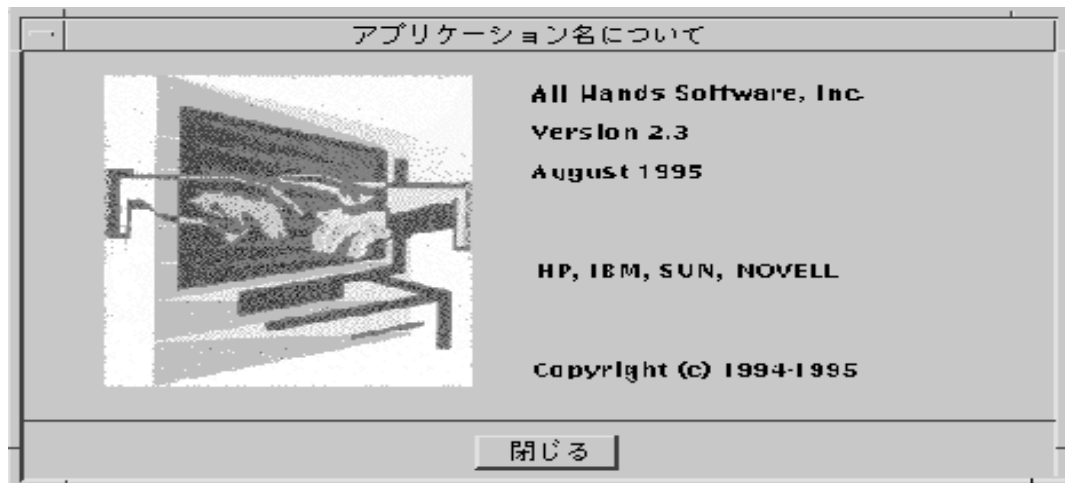 アプリケーション名について
All Hands Software, Inc.
Version 2.3
August 1995
HP, IBM, SUN, NOVELL
Copyright (c) 1994-1995
閉じる